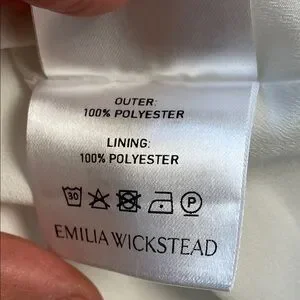 OUTER:
100% POLYESTER
LINING:
100% POLYESTER
30 P
EMILIA WICKSTEAD